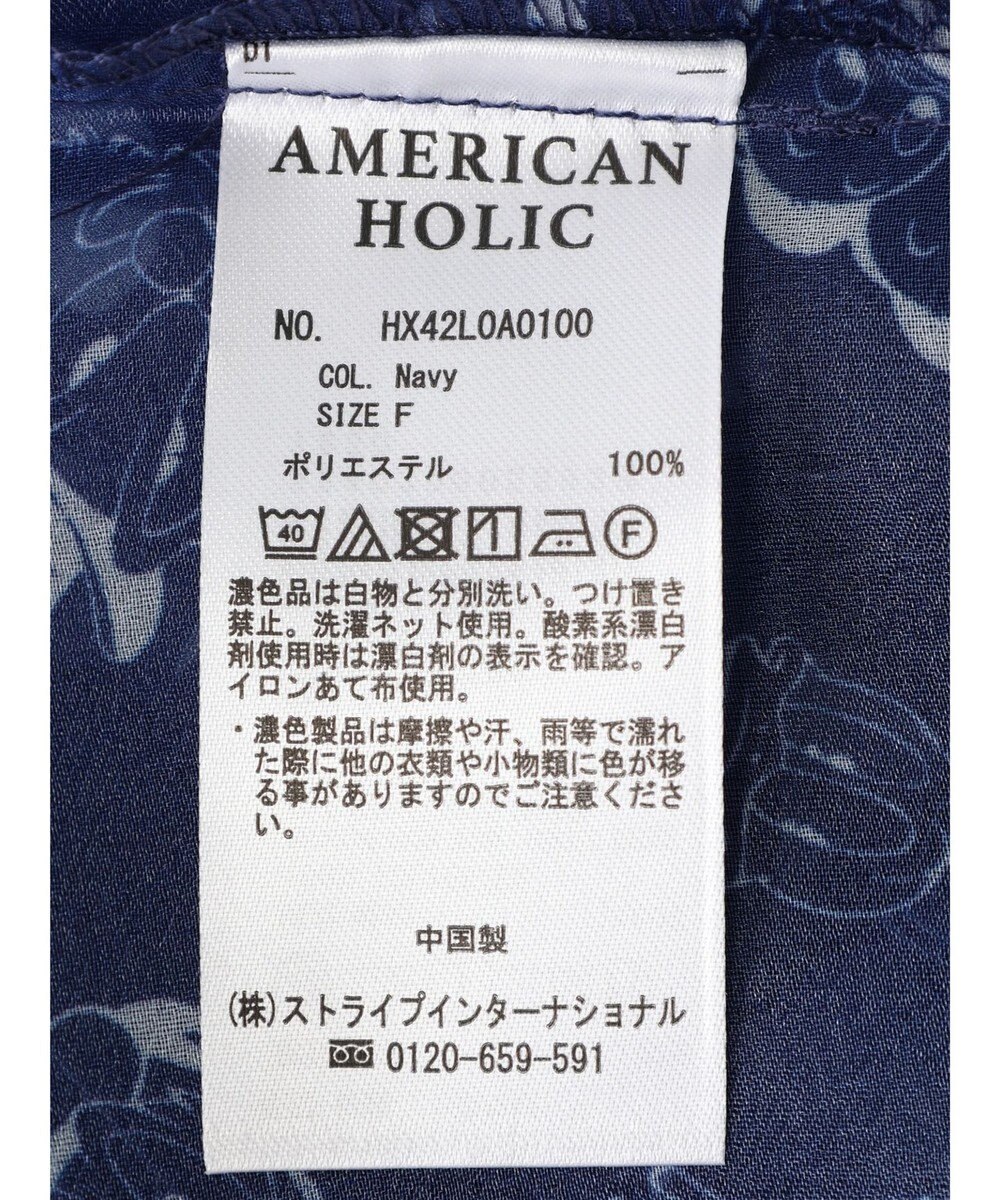 AMERICAN
HOLIC
NO. HX42L0A0100
COL. Navy
SIZE F
ポリエステル 100%
40 F
濃色品は白物と分別洗い。つけ置き
禁止。洗濯ネット使用。酸素系漂白
剤使用時は漂白剤の表示を確認。ア
イロンあて布使用。
・濃色製品は摩擦や汗、雨等で濡れ
た際に他の衣類や小物類に色が移
る事がありますのでご注意くださ
い。
中国製
(株)ストライプインターナショナル
0120-659-591